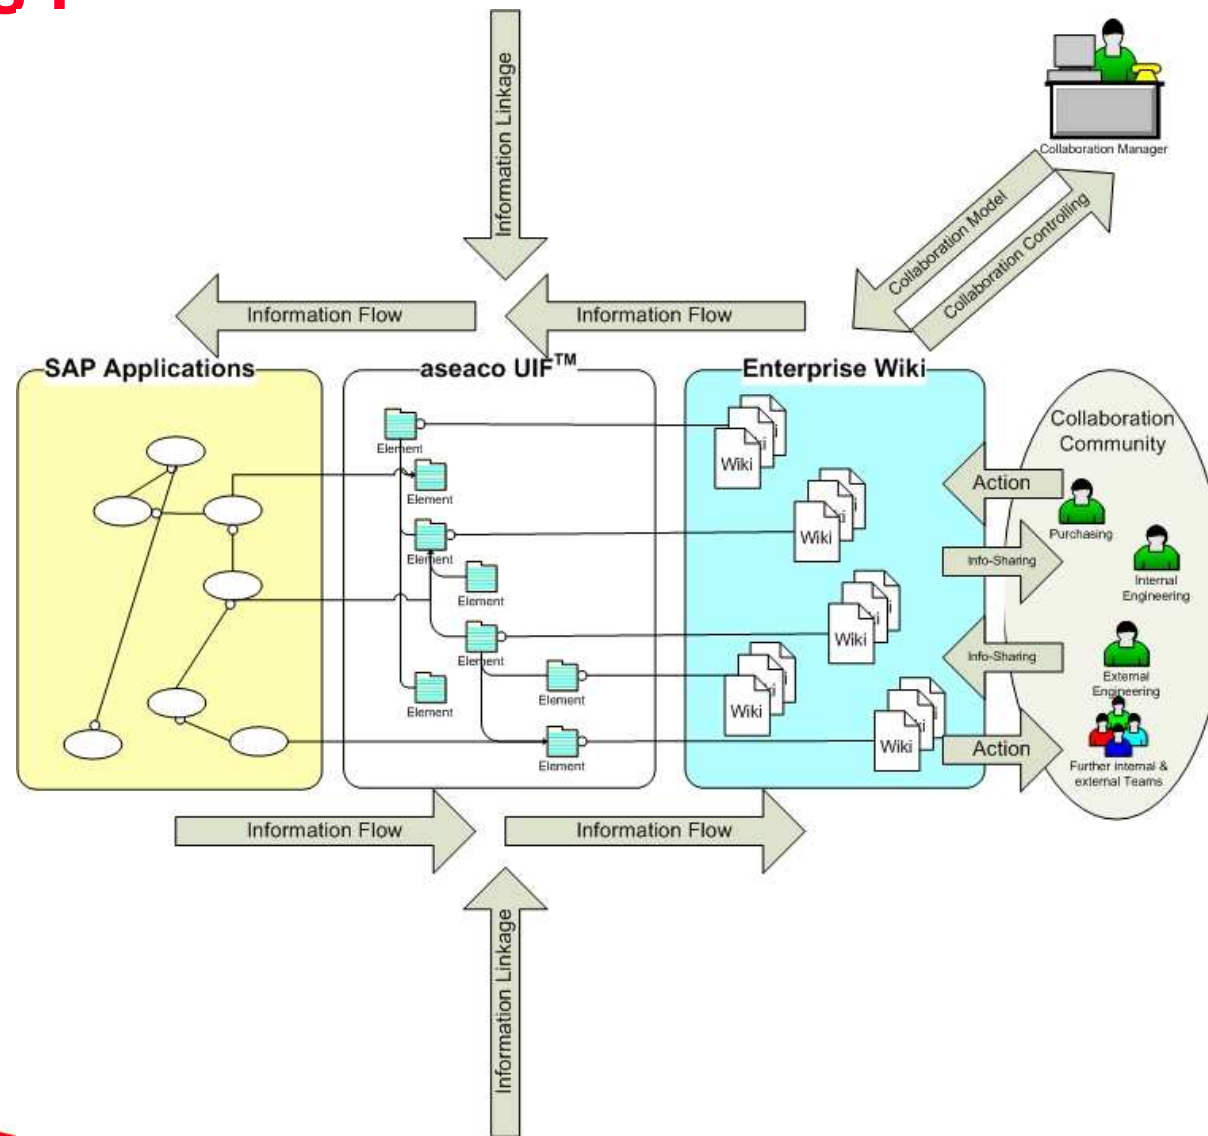 Information Linkage
Collaboration Manager
Collaboration Model
Collaboration Controlling
Information Flow
Information Flow
SAP Applications
aseaco UIF™
Enterprise Wiki
Collaboration
Community
Element
Element
Element
Element
Element
Element
Element
Element
Wiki
i
Wiki
i
Wiki
i
Wiki
i
Wiki
i
Action
Info-Sharing
Info-Sharing
Action
Purchasing
Internal
Engineering
External
Engineering
Further internal &
external Teams
Information Flow
Information Flow
Information Linkage